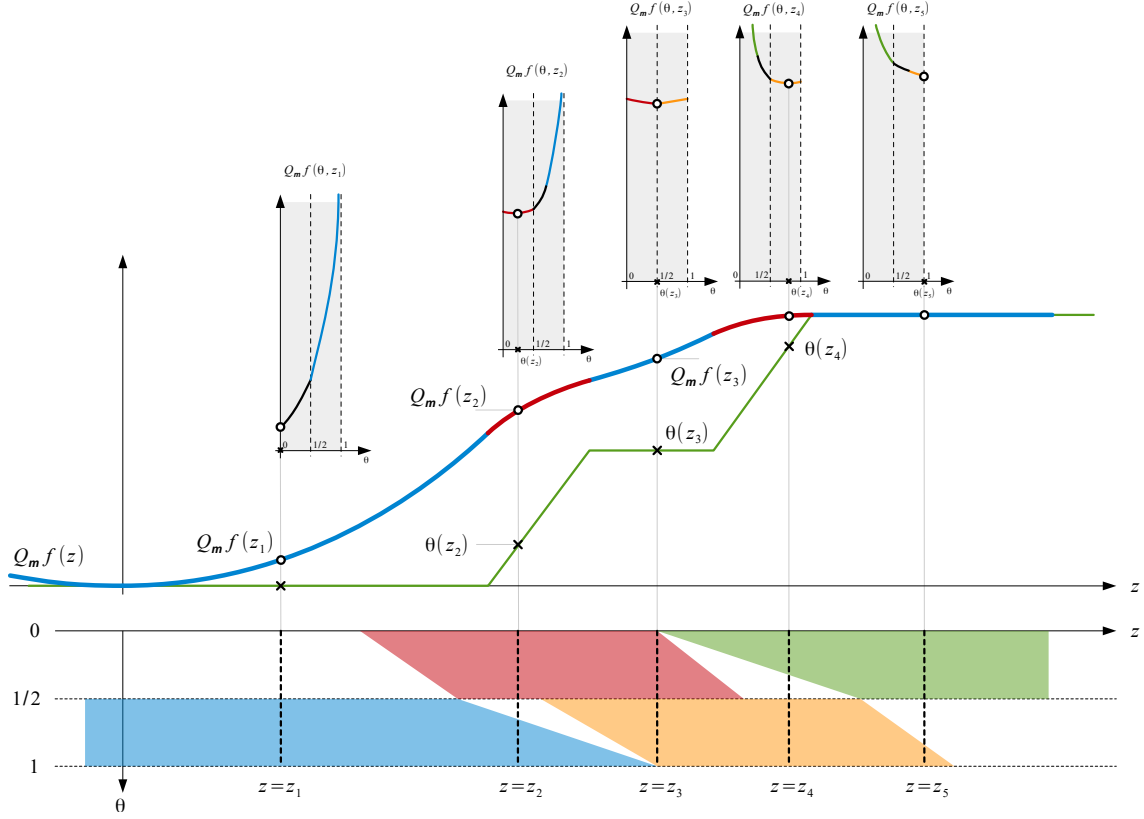 Q_m f(θ, z_3)
Q_m f(θ, z_4)
Q_m f(θ, z_5)
Q_m f(θ, z_2)
Q_m f(θ, z_1)
0 1/2 1
θ(z_3) θ
0 1/2 1
θ(z_4) θ
0 1/2 1
θ(z_5) θ
0 1/2 1
θ(z_2) θ
0 1/2 1
θ
θ(z_4)
Q_m f(z_3)
Q_m f(z_2)
θ(z_3)
Q_m f(z_1)
θ(z_2)
Q_m f(z)
z
0
z
1/2
1
z=z_1
z=z_2
z=z_3
z=z_4
z=z_5
θ